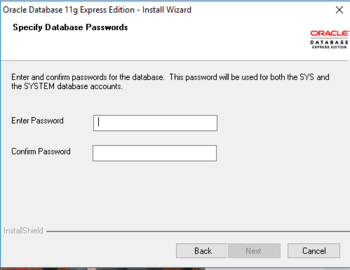 Oracle Database 11g Express Edition - Install Wizard
Specify Database Passwords
ORACLE
DATABASE
EXPRESS EDITION
Enter and confirm passwords for the database. This password will be used for both the SYS and
the SYSTEM database accounts.
Enter Password
Confirm Password
InstallShield
Back
Next
Cancel